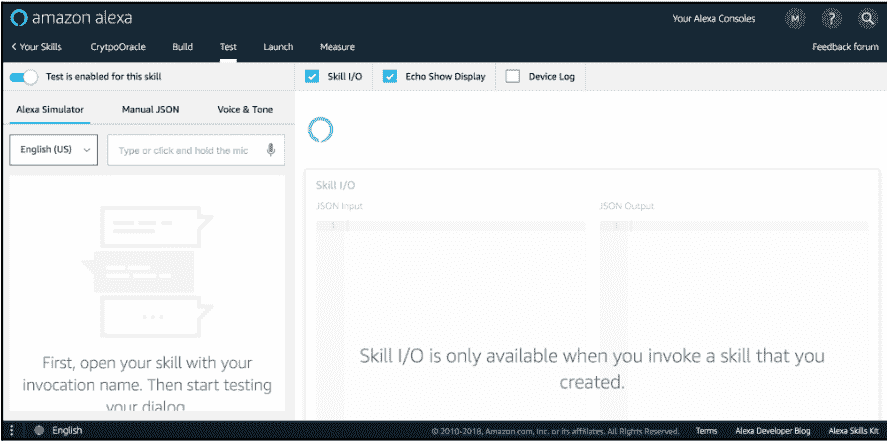 amazon alexa
Your Alexa Consoles M ?
< Your Skills CrytpoOracle Build Test Launch Measure Feedback forum
Test is enabled for this skill Skill I/O Echo Show Display Device Log
Alexa Simulator Manual JSON Voice & Tone
English (US) Type or click and hold the mic
Skill I/O
JSON Input JSON Output
1 1
First, open your skill with your
invocation name. Then start testing
your dialog
Skill I/O is only available when you invoke a skill that you
created.
English © 2010-2018, Amazon.com, Inc. or its affiliates. All Rights Reserved. Terms Alexa Developer Blog Alexa Skills Kit